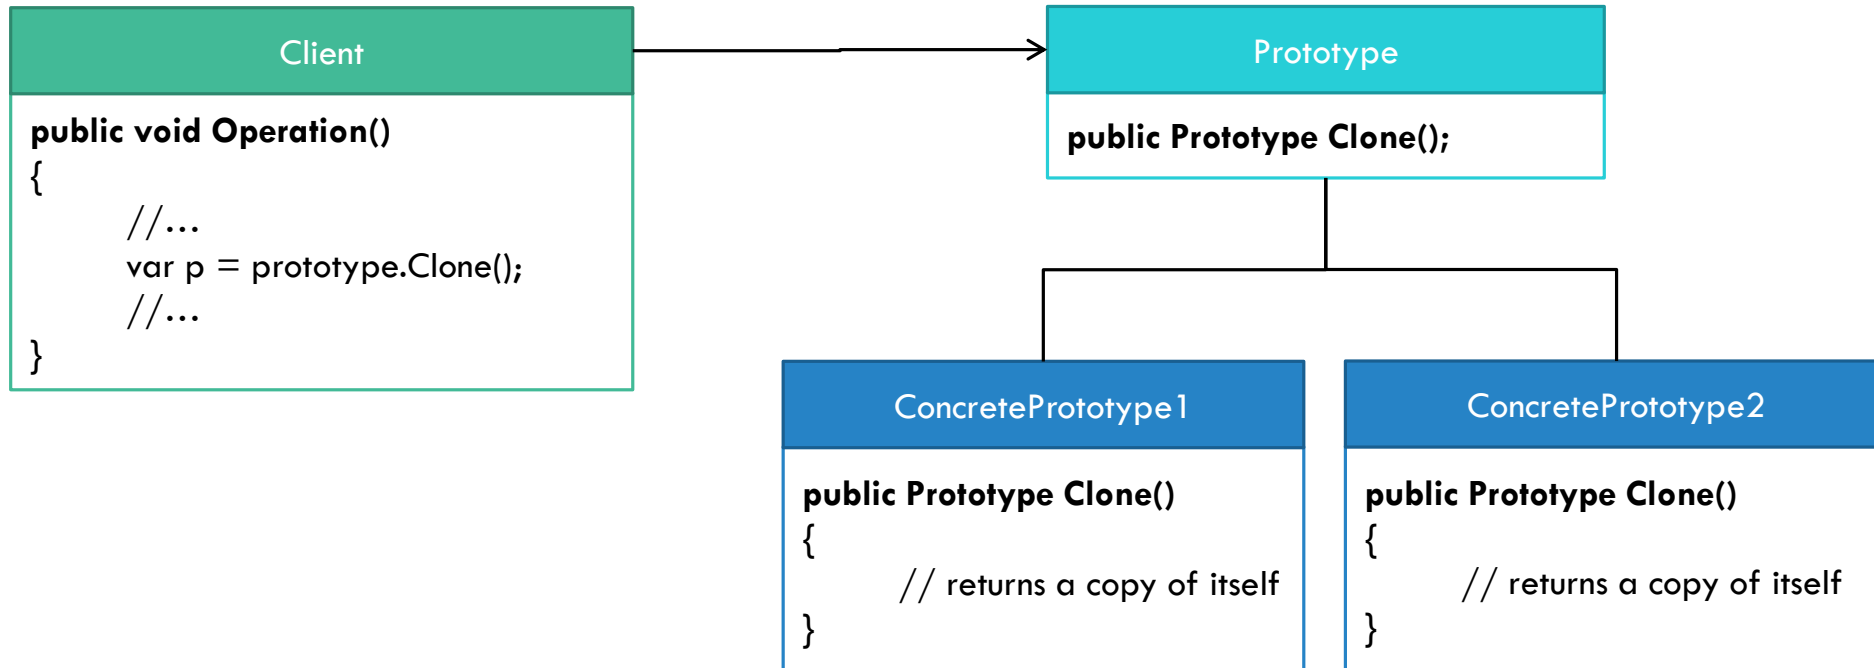 Client
public void Operation()
{
//...
var p = prototype.Clone();
//...
}
Prototype
public Prototype Clone();
ConcretePrototype1
public Prototype Clone()
{
// returns a copy of itself
}
ConcretePrototype2
public Prototype Clone()
{
// returns a copy of itself
}